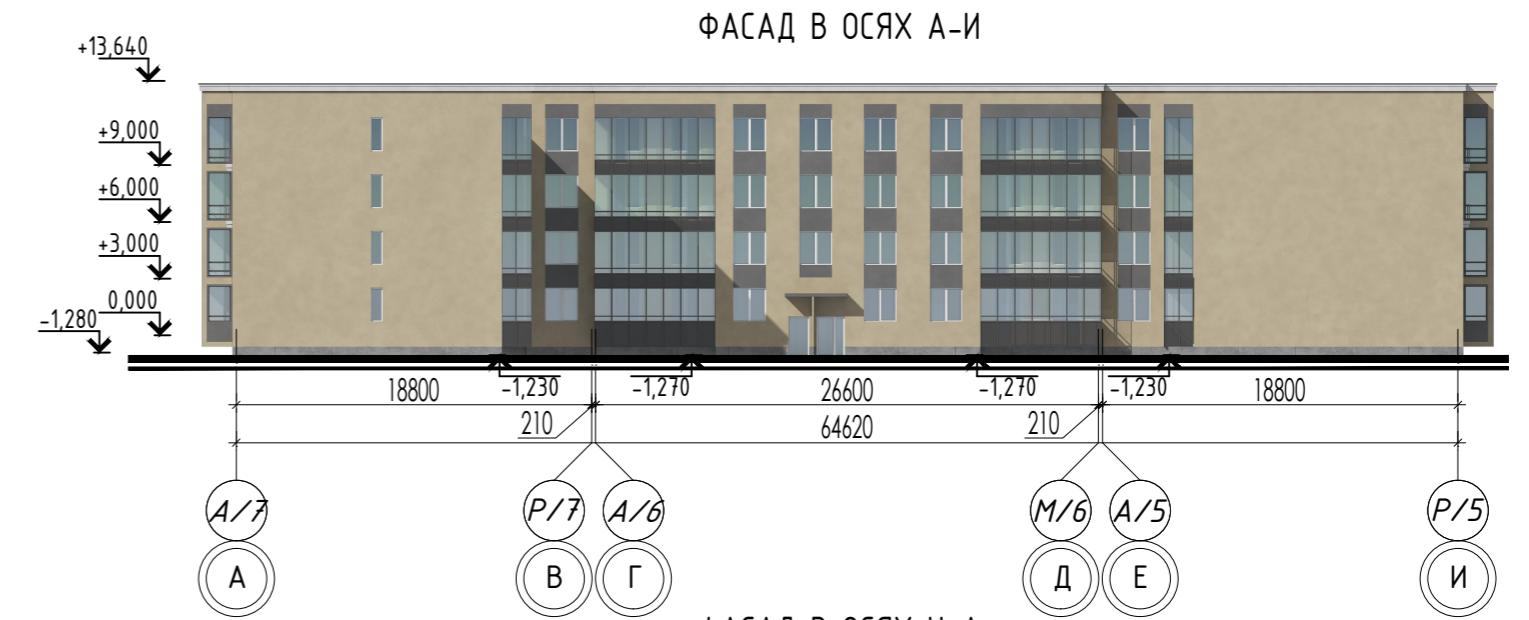 ФАСАД В ОСЯХ А-И
+13,640
+9,000
+6,000
+3,000
0,000
-1,280
18800 -1,230 -1,270 26600 -1,270 -1,230 18800
210 64620 210
А/7 Р/7 А/6 М/6 А/5 Р/5
А В Г Д Е И